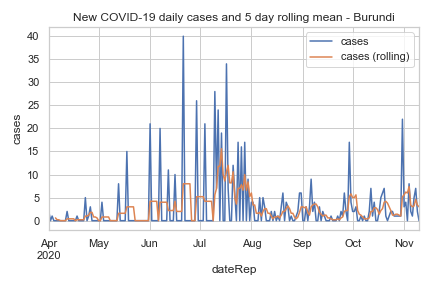 New COVID-19 daily cases and 5 day rolling mean - Burundi
cases
cases (rolling)
40
35
30
25
20
15
10
5
0
cases
Apr May Jun Jul Aug Sep Oct Nov
2020
dateRep